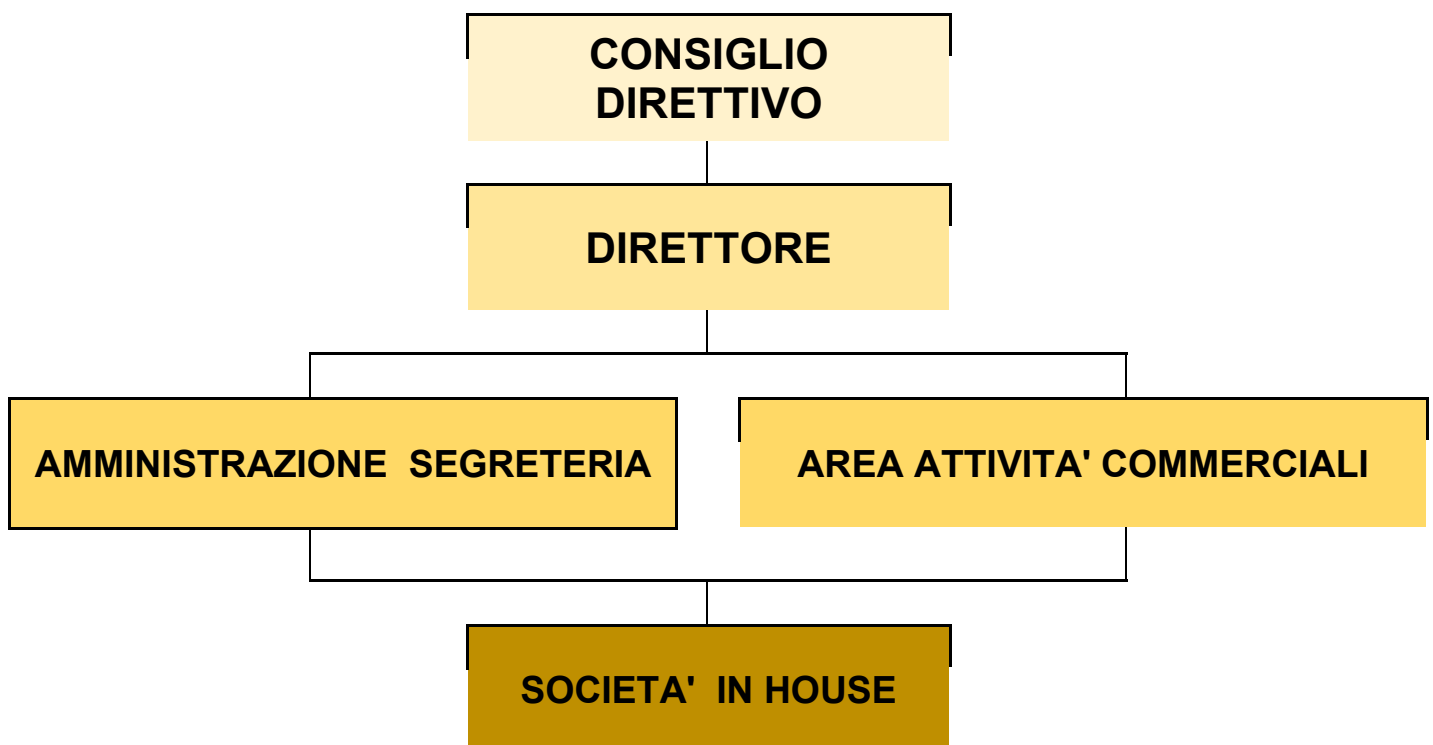 CONSIGLIO
DIRETTIVO
DIRETTORE
AMMINISTRAZIONE  SEGRETERIA
AREA ATTIVITA' COMMERCIALI
SOCIETA'  IN HOUSE